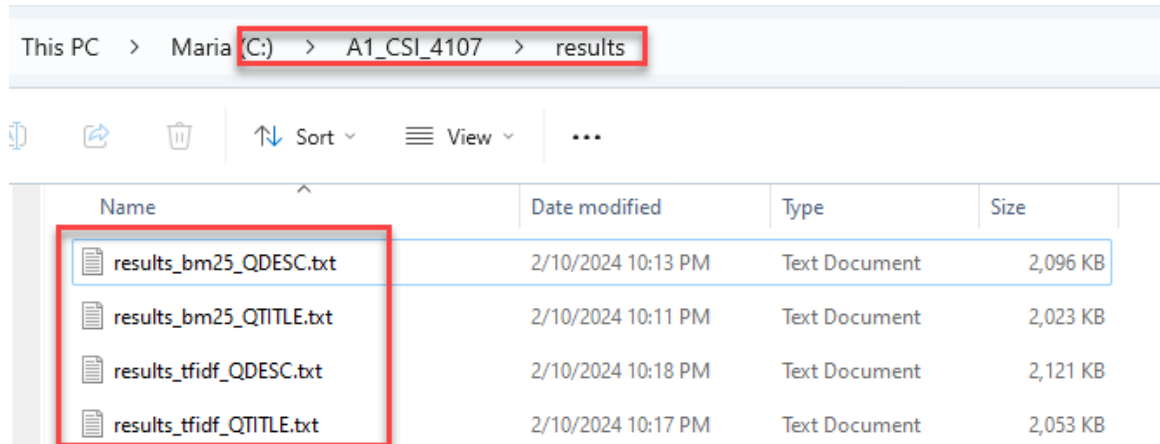 This PC > Maria (C:) > A1_CSI_4107 > results
Sort View ...
Name Date modified Type Size
results_bm25_QDESC.txt 2/10/2024 10:13 PM Text Document 2,096 KB
results_bm25_QTITLE.txt 2/10/2024 10:11 PM Text Document 2,023 KB
results_tfidf_QDESC.txt 2/10/2024 10:18 PM Text Document 2,121 KB
results_tfidf_QTITLE.txt 2/10/2024 10:17 PM Text Document 2,053 KB